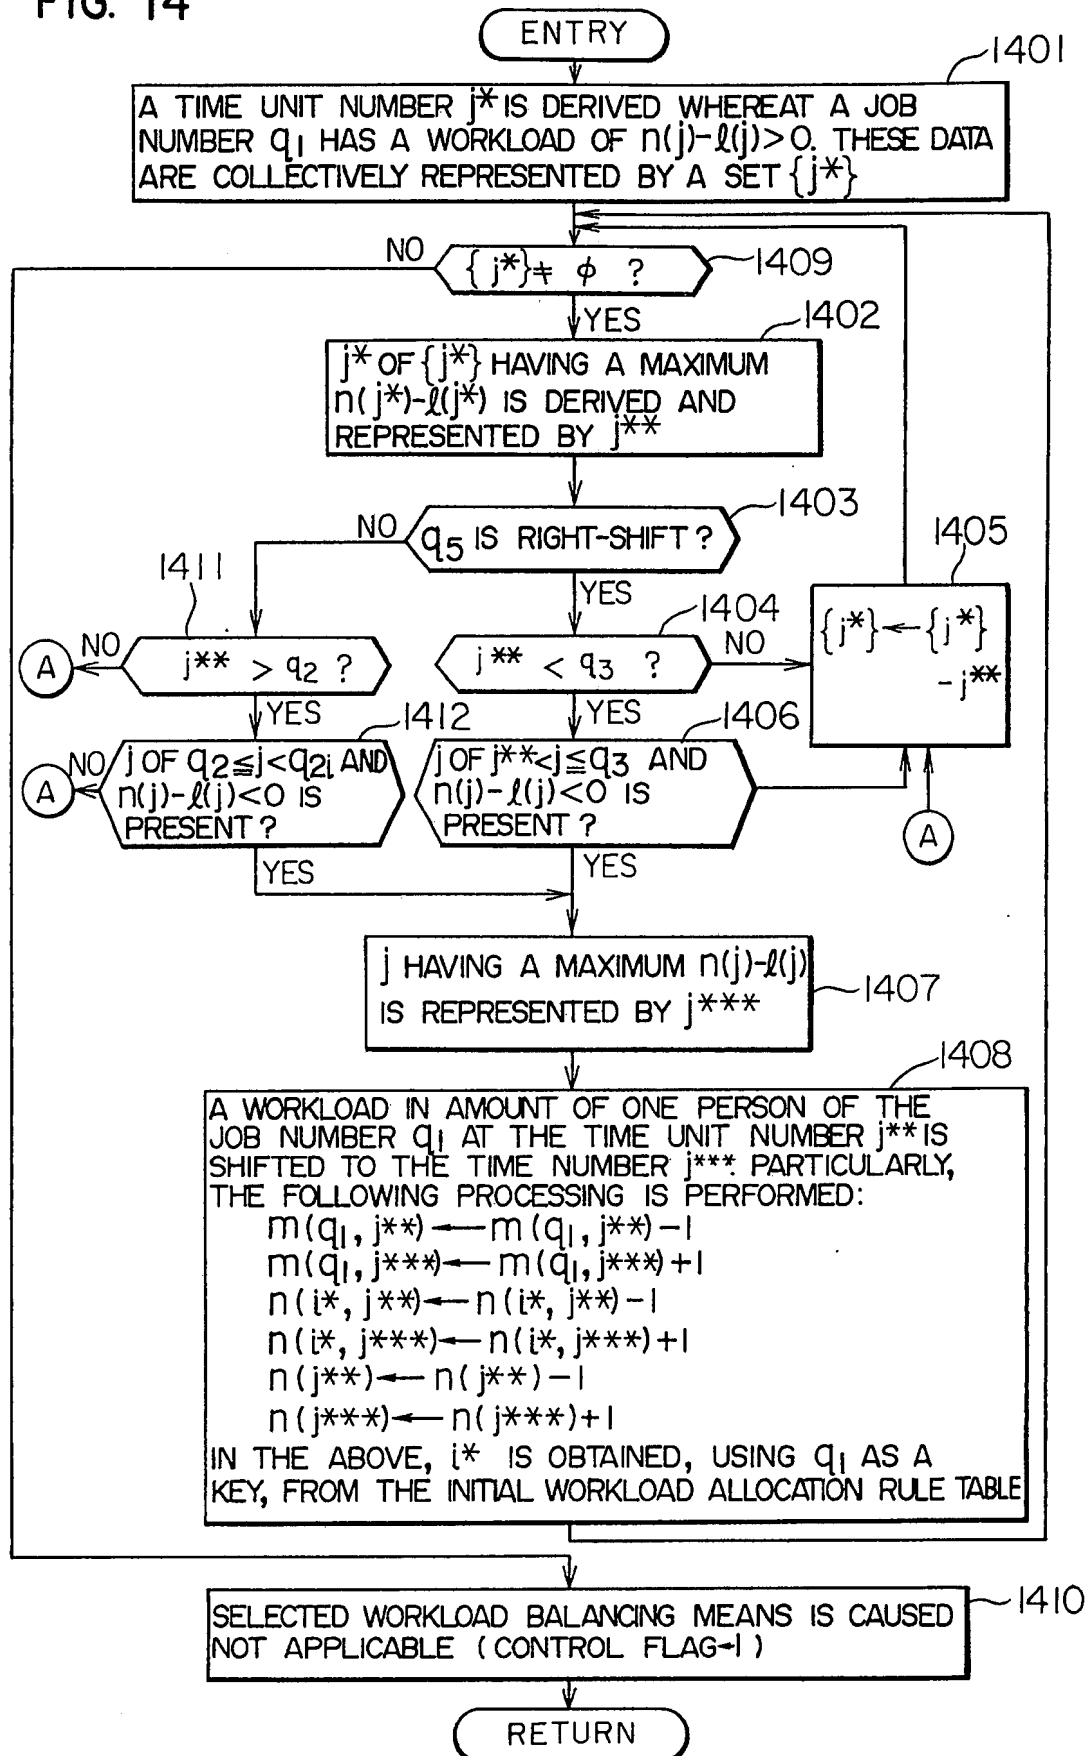 FIG. 14
ENTRY
1401
A TIME UNIT NUMBER j* IS DERIVED WHEREAT A JOB
NUMBER q1 HAS A WORKLOAD OF n(j)-ℓ(j)>0. THESE DATA
ARE COLLECTIVELY REPRESENTED BY A SET {j*}
NO
{j*}≠ φ ?
1409
YES
1402
j* OF {j*} HAVING A MAXIMUM
n(j*)-ℓ(j*) IS DERIVED AND
REPRESENTED BY j**
1403
NO
q5 IS RIGHT-SHIFT ?
YES
1405
{j*}←{j*}
-j**
1411
1404
A
NO
j** > q2 ?
j** < q3 ?
NO
YES
YES
1412
1406
A
NO
j OF q2≦j<q2i AND
n(j)-ℓ(j)<0 IS
PRESENT ?
j OF j**<j≦q3 AND
n(j)-ℓ(j)<0 IS
PRESENT ?
A
YES
YES
j HAVING A MAXIMUM n(j)-ℓ(j)
IS REPRESENTED BY j***
1407
1408
A WORKLOAD IN AMOUNT OF ONE PERSON OF THE
JOB NUMBER q1 AT THE TIME UNIT NUMBER j** IS
SHIFTED TO THE TIME NUMBER j***. PARTICULARLY,
THE FOLLOWING PROCESSING IS PERFORMED:
m(q1, j**)←m(q1, j**)-1
m(q1, j***)←m(q1, j***)+1
n(i*, j**)←n(i*, j**)-1
n(i*, j***)←n(i*, j***)+1
n(j**)←n(j**)-1
n(j***)←n(j***)+1
IN THE ABOVE, i* IS OBTAINED, USING q1 AS A
KEY, FROM THE INITIAL WORKLOAD ALLOCATION RULE TABLE
SELECTED WORKLOAD BALANCING MEANS IS CAUSED
NOT APPLICABLE (CONTROL FLAG←1)
1410
RETURN